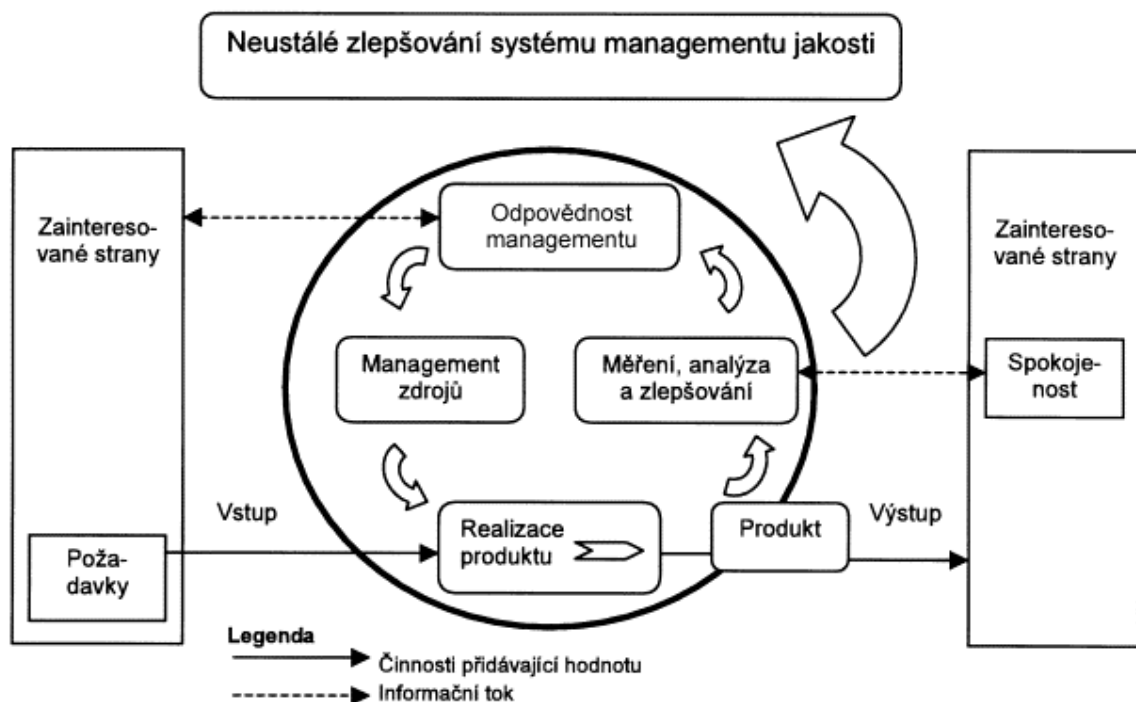 Neustálé zlepšování systému managementu jakosti
Zaintereso-
vané strany
Odpovědnost
managementu
Zaintereso-
vané strany
Management
zdrojů
Měření, analýza
a zlepšování
Spokoje-
nost
Vstup
Realizace
produktu
Produkt
Výstup
Poža-
davky
Legenda
Činnosti přidávající hodnotu
Informační tok